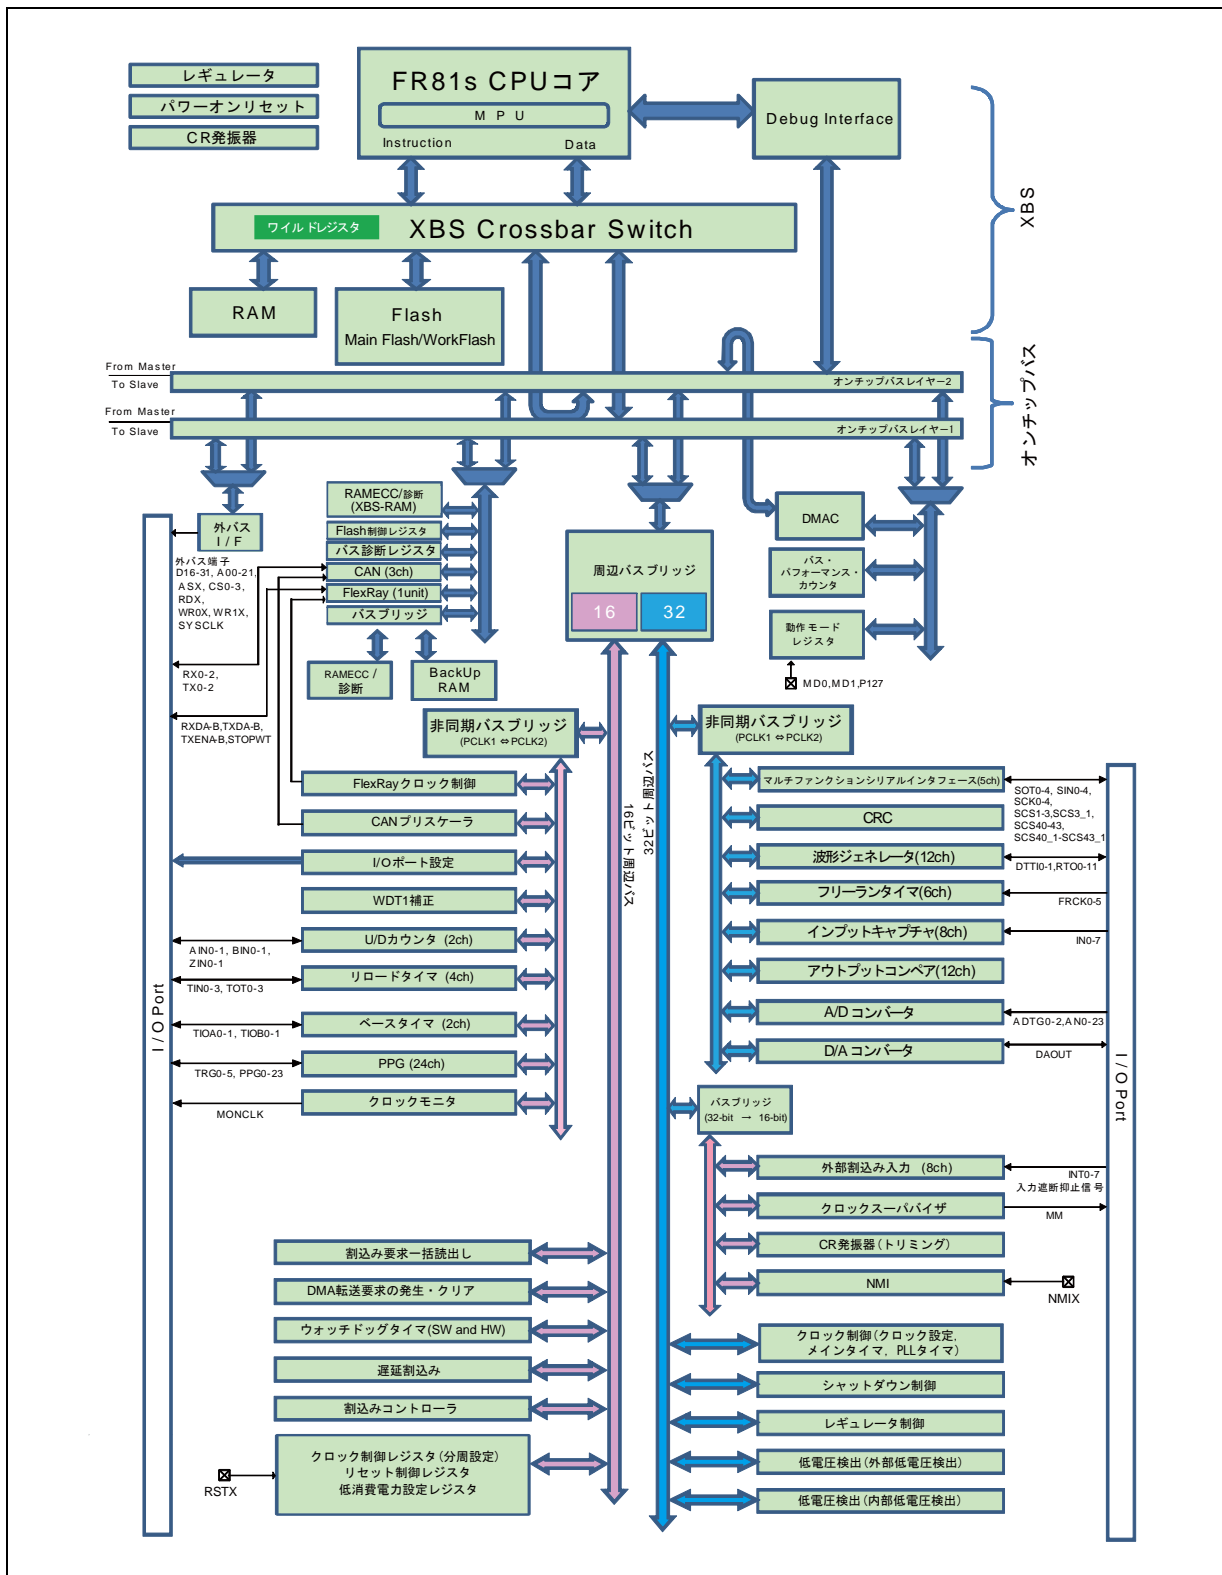 レギュレータ
パワーオンリセット
CR発振器
FR81s CPUコア
MPU
Instruction
Data
Debug Interface
XBS
ワイルドレジスタ
XBS Crossbar Switch
RAM
Flash
Main Flash/WorkFlash
オンチップバス
From Master
To Slave
オンチップバスレイヤー2
From Master
To Slave
オンチップバスレイヤー1
外バス
I/F
外バス端子
D16-31, A00-21,
ASX, CS0-3,
RDX,
WR0X, WR1X,
SYSCLK
RAMECC/診断
(XBS-RAM)
Flash制御レジスタ
バス診断レジスタ
CAN (3ch)
FlexRay (1unit)
バスブリッジ
RAMECC /
診断
BackUp
RAM
周辺バスブリッジ
16
32
DMAC
バス・
パフォーマンス・
カウンタ
動作モード
レジスタ
MD0,MD1,P127
RX0-2,
TX0-2
RXDA-B,TXDA-B,
TXENA-B,STOPWT
非同期バスブリッジ
(PCLK1 ⇔ PCLK2)
非同期バスブリッジ
(PCLK1 ⇔ PCLK2)
16ビット周辺バス
32ビット周辺バス
I/O Port
FlexRayクロック制御
CANプリスケーラ
I/Oポート設定
WDT1補正
U/Dカウンタ (2ch)
AIN0-1, BIN0-1,
ZIN0-1
リロードタイマ (4ch)
TIN0-3, TOT0-3
ベースタイマ (2ch)
TIOA0-1, TIOB0-1
PPG (24ch)
TRG0-5, PPG0-23
クロックモニタ
MONCLK
マルチファンクションシリアルインタフェース(5ch)
SOT0-4, SIN0-4,
SCK0-4,
SCS1-3,SCS3_1,
SCS40-43,
SCS40_1-SCS43_1
CRC
波形ジェネレータ(12ch)
DTTI0-1,RTO0-11
フリーランタイマ(6ch)
FRCK0-5
インプットキャプチャ(8ch)
IN0-7
アウトプットコンペア(12ch)
A/D コンバータ
ADTG0-2,AN0-23
D/A コンバータ
DAOUT
I/O Port
バスブリッジ
(32-bit → 16-bit)
外部割込み入力 (8ch)
INT0-7
入力遮断抑止信号
クロックスーパバイザ
MM
CR発振器(トリミング)
NMI
NMIX
割込み要求一括読出し
DMA転送要求の発生・クリア
ウォッチドッグタイマ(SW and HW)
遅延割込み
割込みコントローラ
クロック制御レジスタ(分周設定)
リセット制御レジスタ
低消費電力設定レジスタ
RSTX
クロック制御(クロック設定,
メインタイマ, PLLタイマ)
シャットダウン制御
レギュレータ制御
低電圧検出(外部低電圧検出)
低電圧検出(内部低電圧検出)